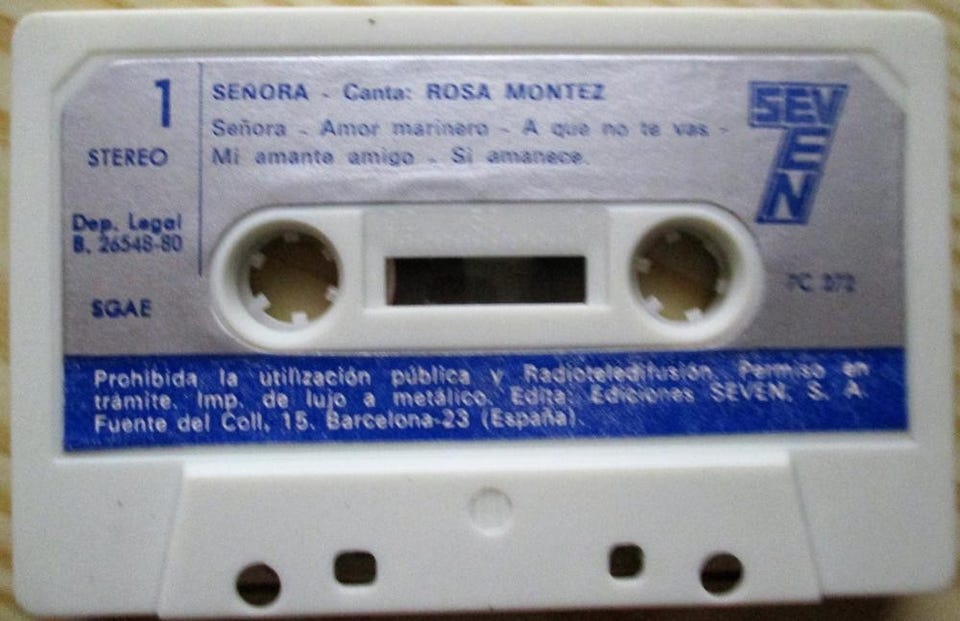 1
STEREO
Dep. Legal
B. 26548-80
SGAE
SEÑORA - Canta: ROSA MONTEZ
Señora - Amor marinero - A que no te vas -
Mi amante amigo - Si amanece.
SEVEN
7C 372
Prohibida la utilización pública y Radioteledifusión. Permiso en
trámite. Imp. de lujo a metálico. Edita: Ediciones SEVEN, S. A.
Fuente del Coll, 15. Barcelona-23 (España).